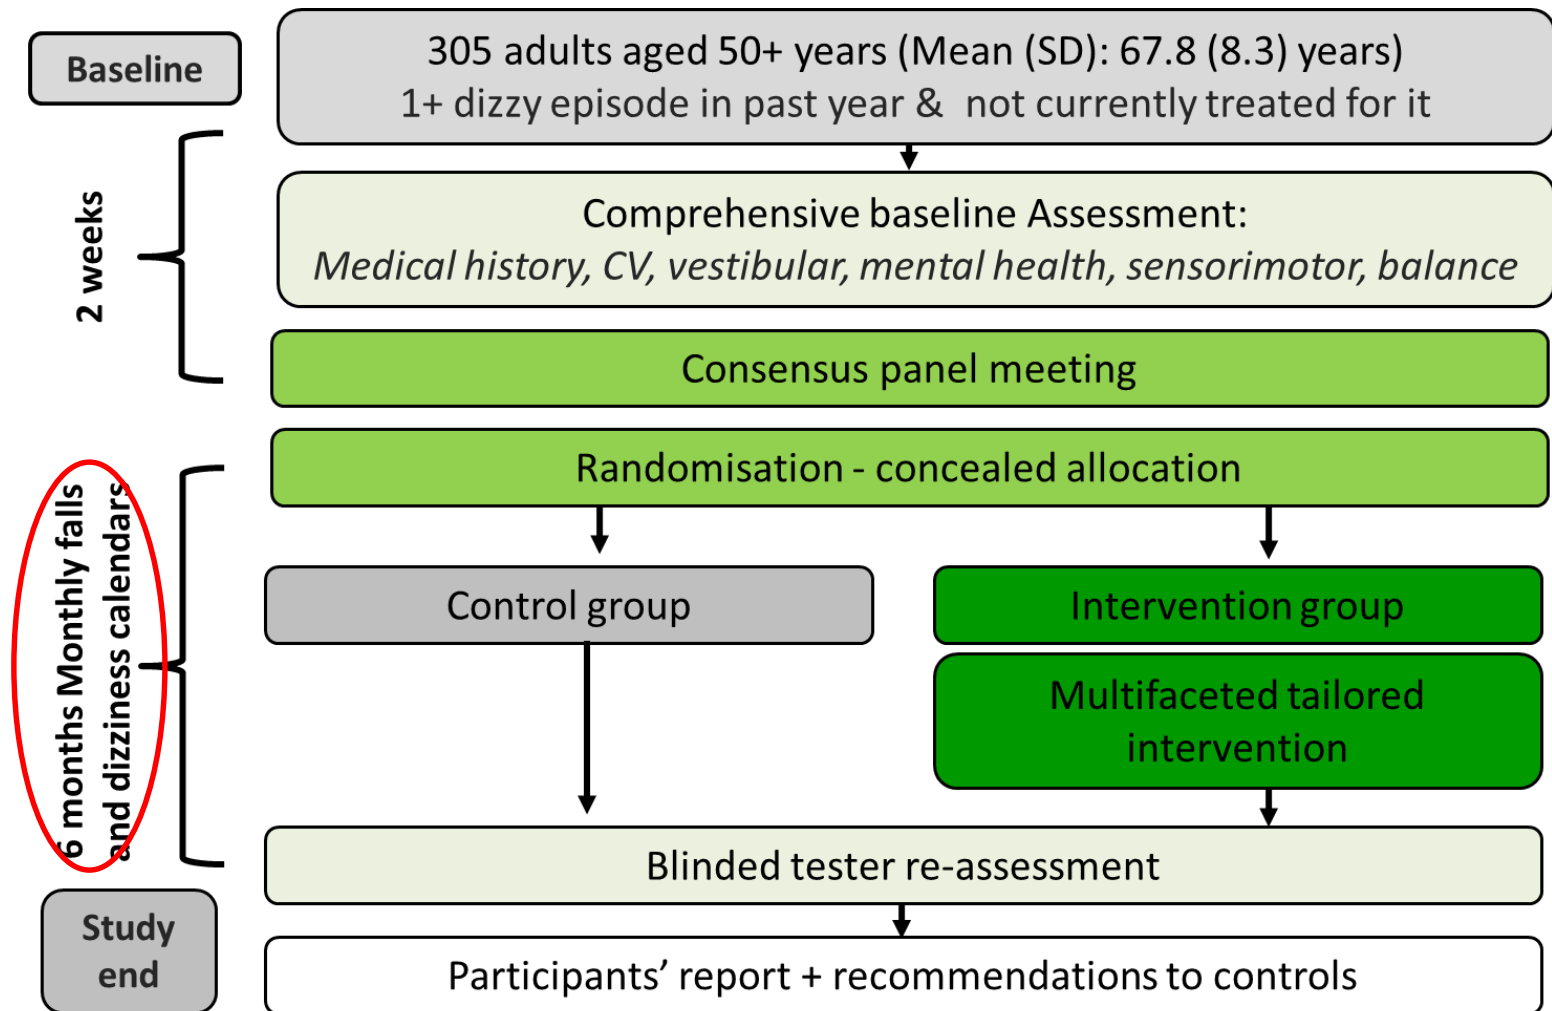 Baseline
305 adults aged 50+ years (Mean (SD): 67.8 (8.3) years)
1+ dizzy episode in past year & not currently treated for it
2 weeks
Comprehensive baseline Assessment:
Medical history, CV, vestibular, mental health, sensorimotor, balance
Consensus panel meeting
Randomisation - concealed allocation
6 months Monthly falls
and dizziness calendars
Control group
Intervention group
Multifaceted tailored
intervention
Blinded tester re-assessment
Study
end
Participants’ report + recommendations to controls